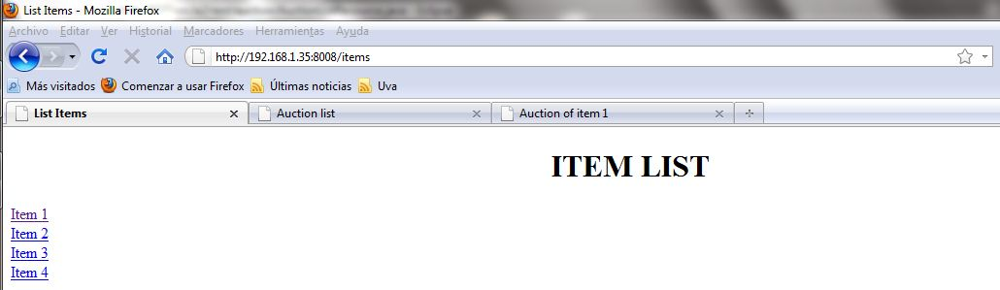 List Items - Mozilla Firefox
Archivo Editar Ver Historial Marcadores Herramientas Ayuda
http://192.168.1.35:8008/items
Más visitados Comenzar a usar Firefox Últimas noticias Uva
List Items Auction list Auction of item 1
ITEM LIST
Item 1
Item 2
Item 3
Item 4